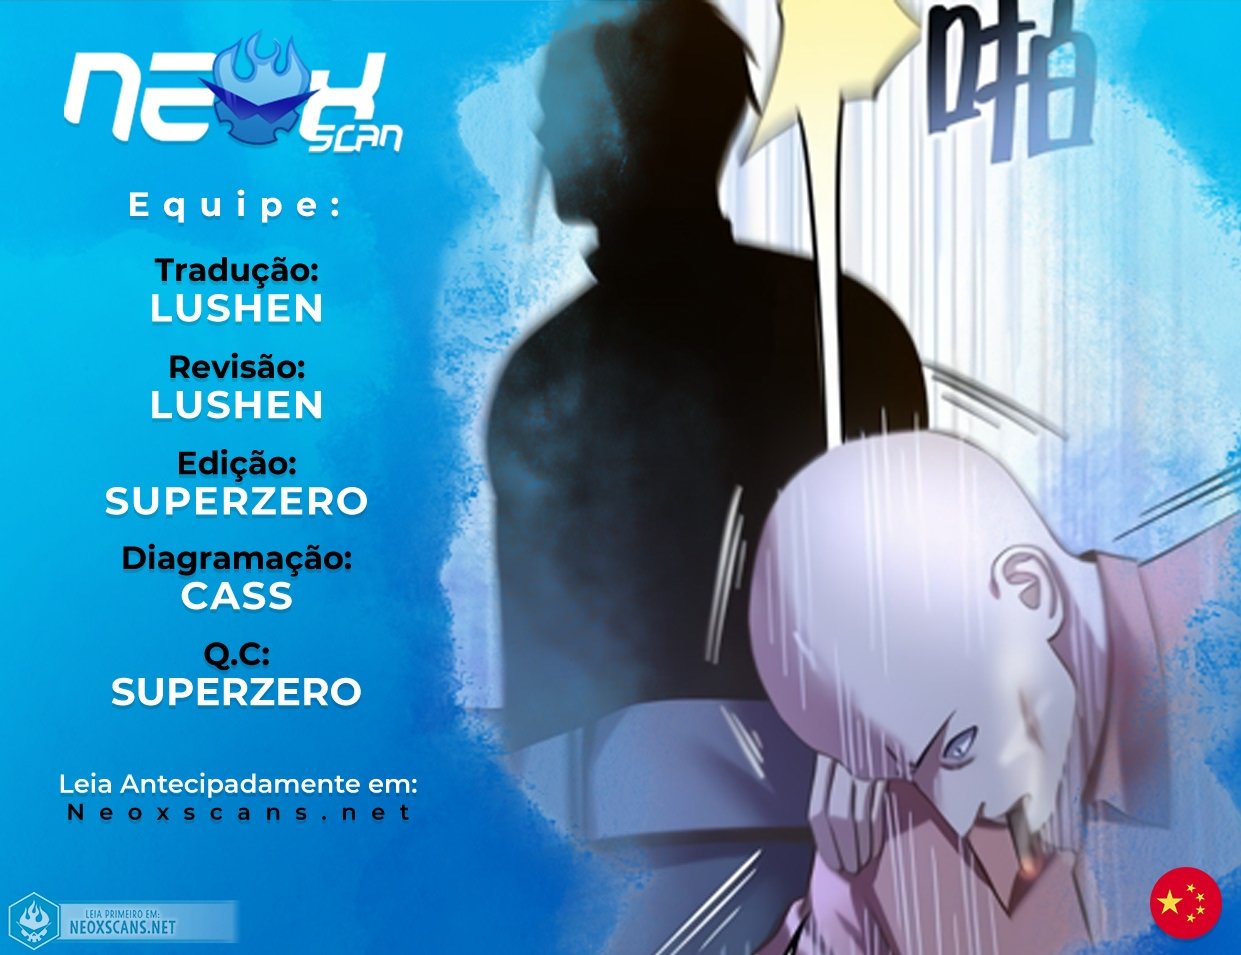 NEOX
SCAN
Equipe:
Tradução:
LUSHEN
Revisão:
LUSHEN
Edição:
SUPERZERO
Diagramação:
CASS
Q.C:
SUPERZERO
Leia Antecipadamente em:
Neoxscans.net
LEIA PRIMEIRO EM:
NEOXSCANS.NET